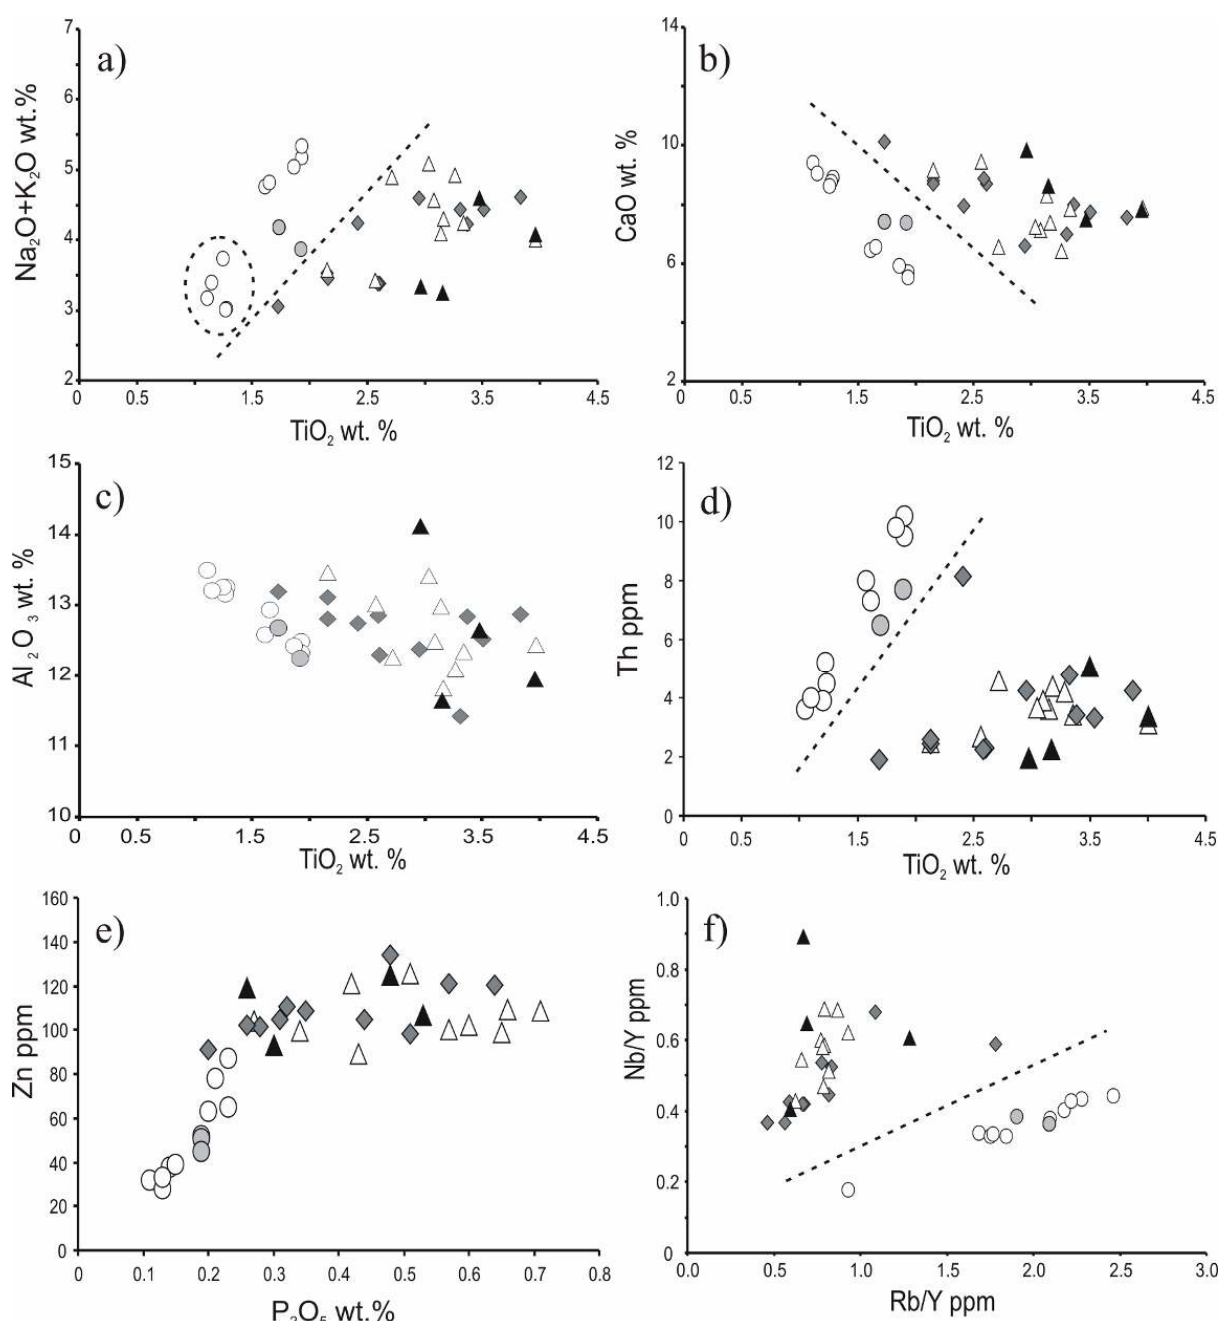 a)
7
6
5
4
3
2
Na₂O+K₂O wt.%
0 0.5 1.5 2.5 3.5 4.5
TiO₂ wt. %
b)
14
10
6
2
CaO wt. %
0 0.5 1.5 2.5 3.5 4.5
TiO₂ wt. %
c)
15
14
13
12
11
10
Al₂O₃ wt. %
0 0.5 1.5 2.5 3.5 4.5
TiO₂ wt. %
d)
12
10
8
6
4
2
0
Th ppm
0 0.5 1.5 2.5 3.5 4.5
TiO₂ wt. %
e)
160
140
120
100
80
60
40
20
0
Zn ppm
0 0.1 0.2 0.3 0.4 0.5 0.6 0.7 0.8
P₂O₅ wt.%
f)
1.0
0.8
0.6
0.4
0.2
0
Nb/Y ppm
0.0 0.5 1.0 1.5 2.0 2.5 3.0
Rb/Y ppm